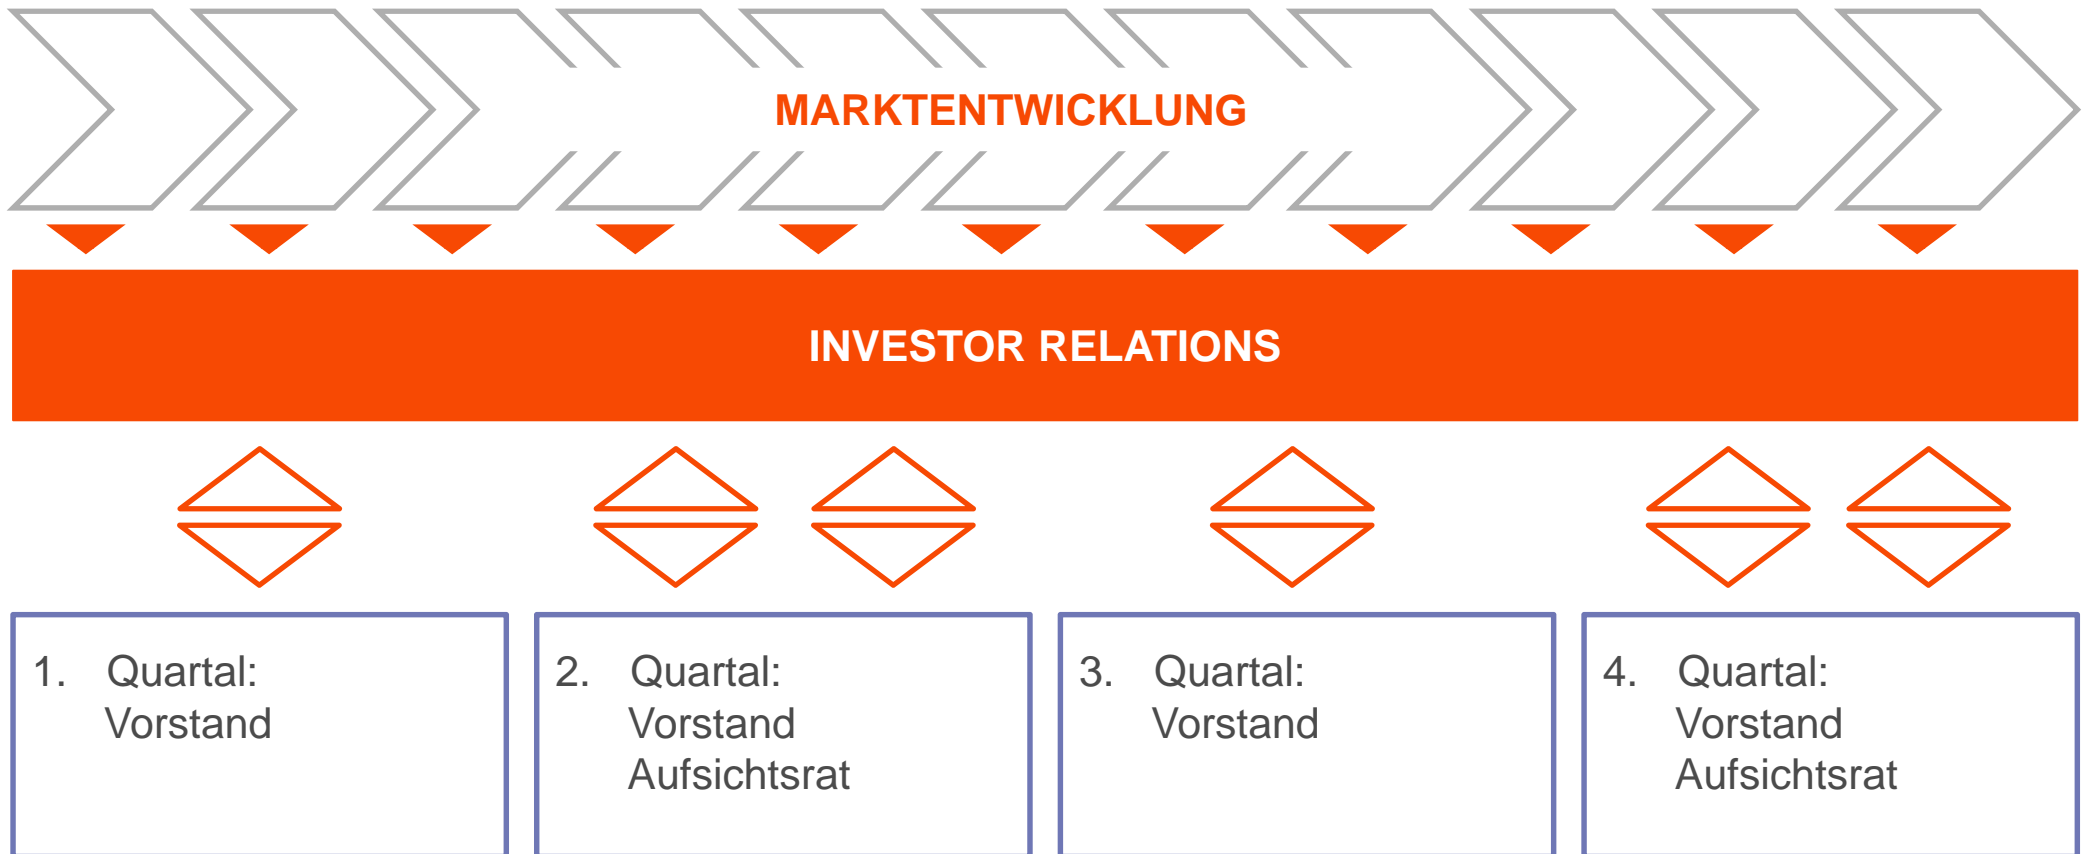 MARKTENTWICKLUNG
INVESTOR RELATIONS
1. Quartal:
Vorstand
2. Quartal:
Vorstand
Aufsichtsrat
3. Quartal:
Vorstand
4. Quartal:
Vorstand
Aufsichtsrat